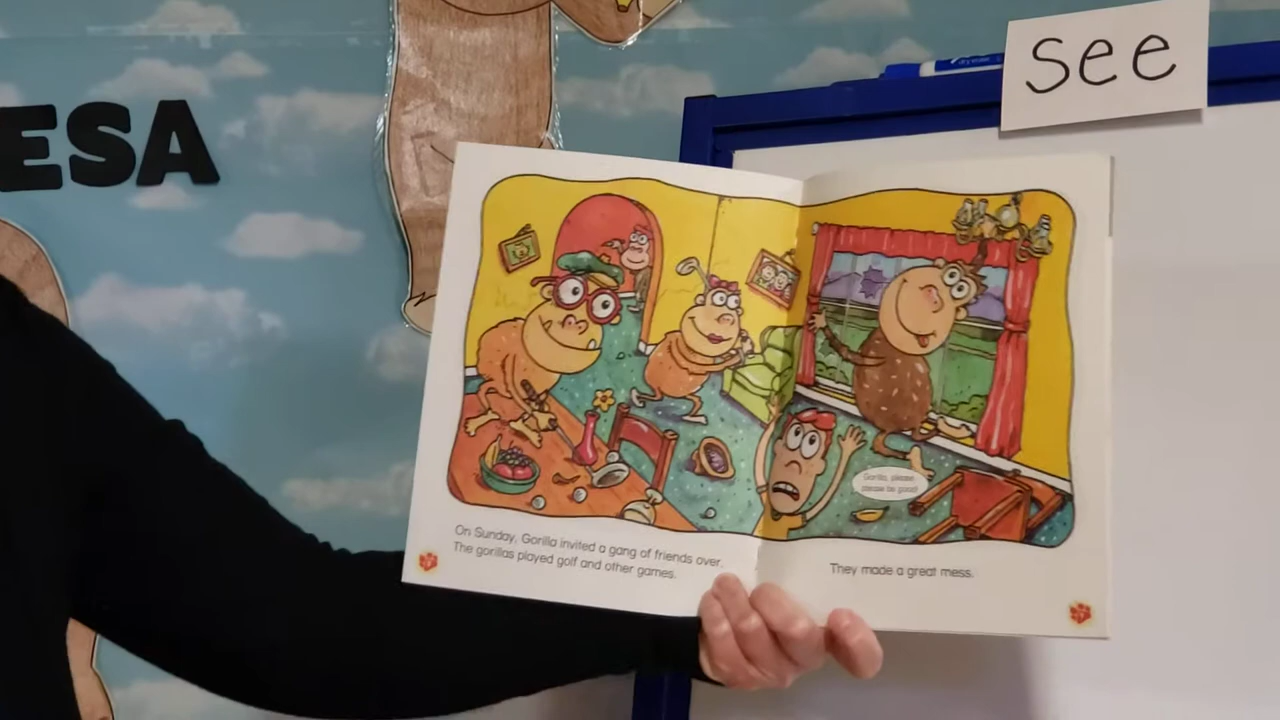 ESA
see
Gorilla, please
please be good!
On Sunday, Gorilla invited a gang of friends over.
The gorillas played golf and other games.
They made a great mess.